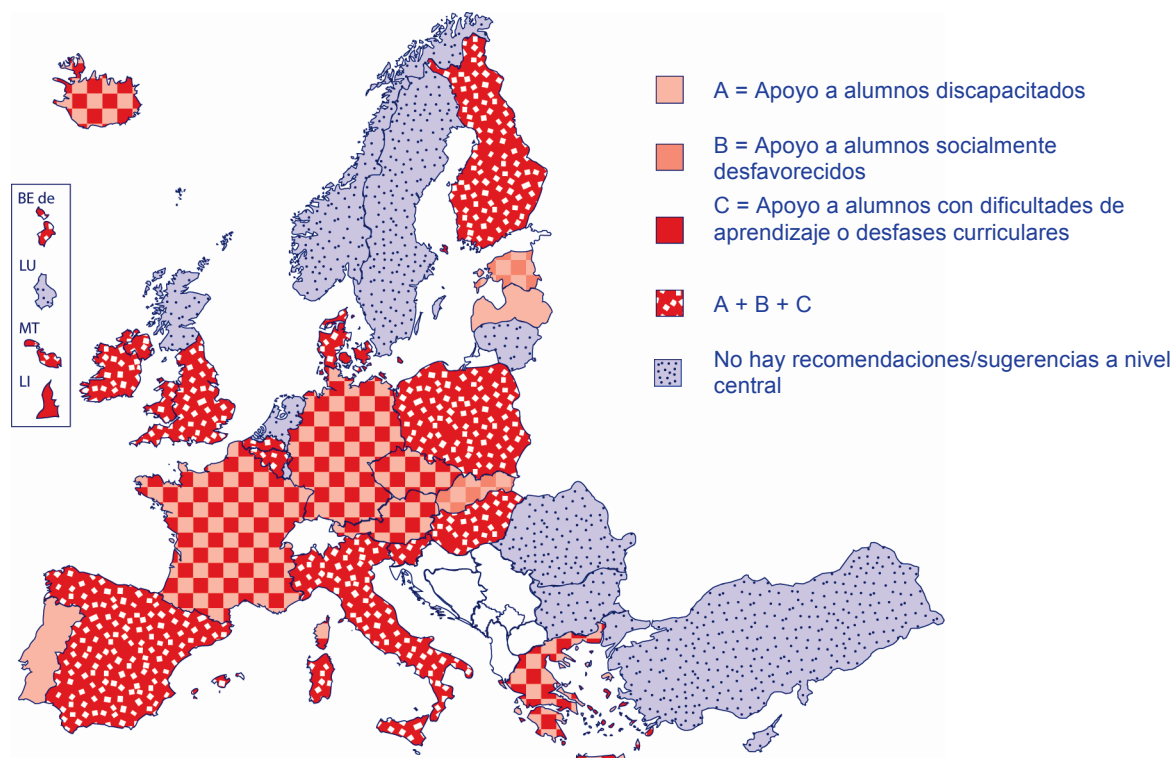 A = Apoyo a alumnos discapacitados
B = Apoyo a alumnos socialmente
desfavorecidos
C = Apoyo a alumnos con dificultades de
aprendizaje o desfases curriculares
A + B + C
No hay recomendaciones/sugerencias a nivel
central
BE de
LU
MT
LI